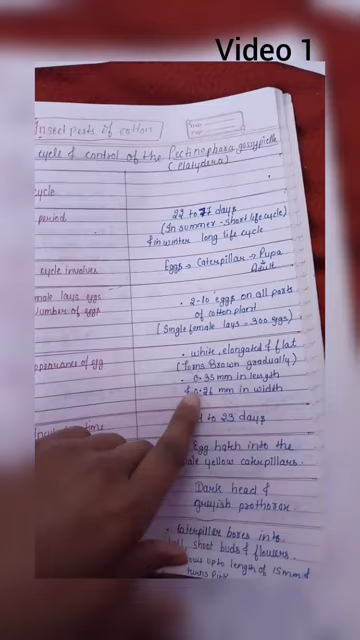 Video 1
Insect pests of cotton
cycle & control of the Pectinophora gossypiella
(Platydera)
cycle
period
22 to 71 days
(In summer - short life cycle)
& in winter long life cycle
cycle involves
Eggs → Caterpillar → Pupa
↓
Adult
male lays eggs
Number of eggs
• 2-10 eggs on all parts
of cotton plant
(Single female lays = 300 eggs)
appearance of egg
• white, elongated & flat
(Turns Brown gradually)
• 0.35 mm in length
& 0.26 mm in width
to 23 days
Egg hatch into the
yellow caterpillars.
Dark head &
greyish prothorax.
• Caterpillar bores into
shoot buds & flowers.
upto length of 15mm &
turns pink